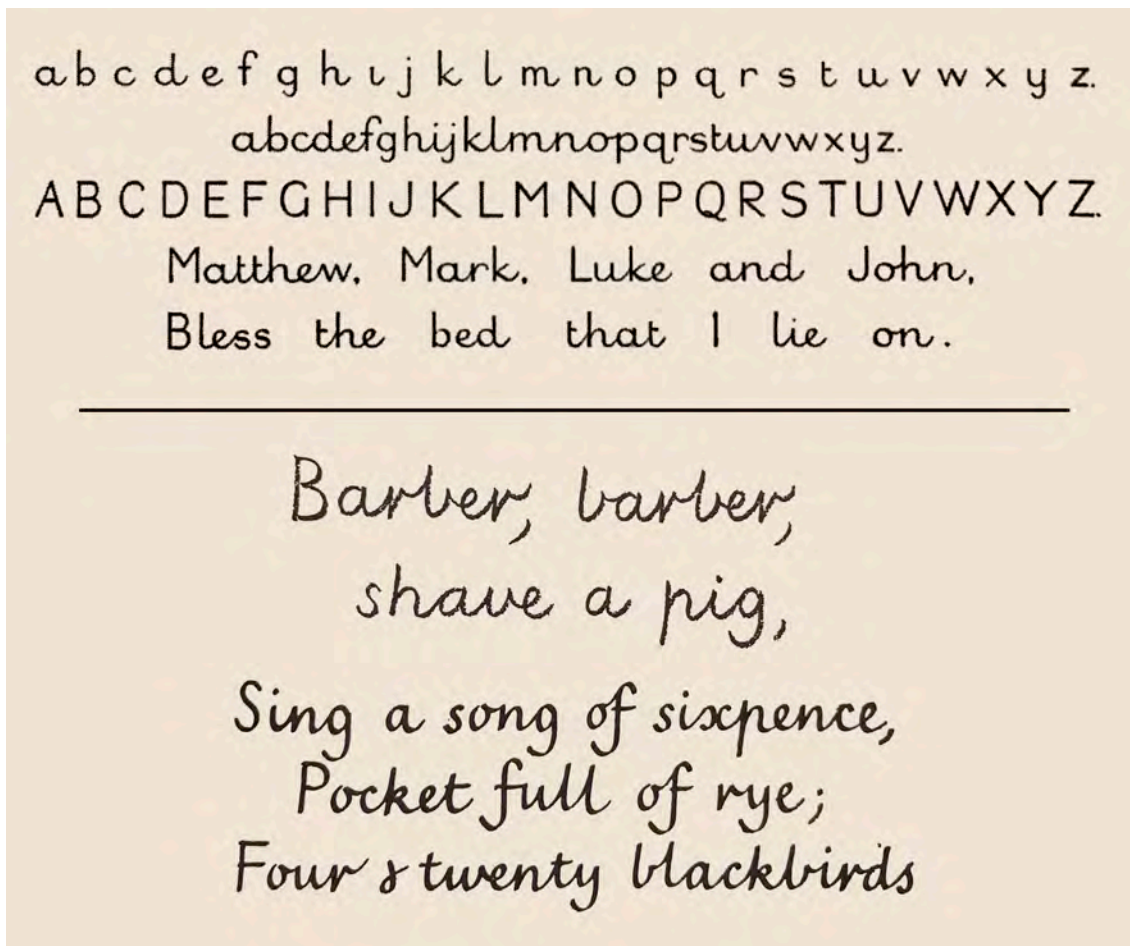 a b c d e f g h i j k l m n o p q r s t u v w x y z.
abcdefghijklmnopqrstuvwxyz.
A B C D E F G H I J K L M N O P Q R S T U V W X Y Z.
Matthew, Mark, Luke and John,
Bless the bed that I lie on.
Barber, barber,
shave a pig,
Sing a song of sixpence,
Pocket full of rye;
Four & twenty blackbirds